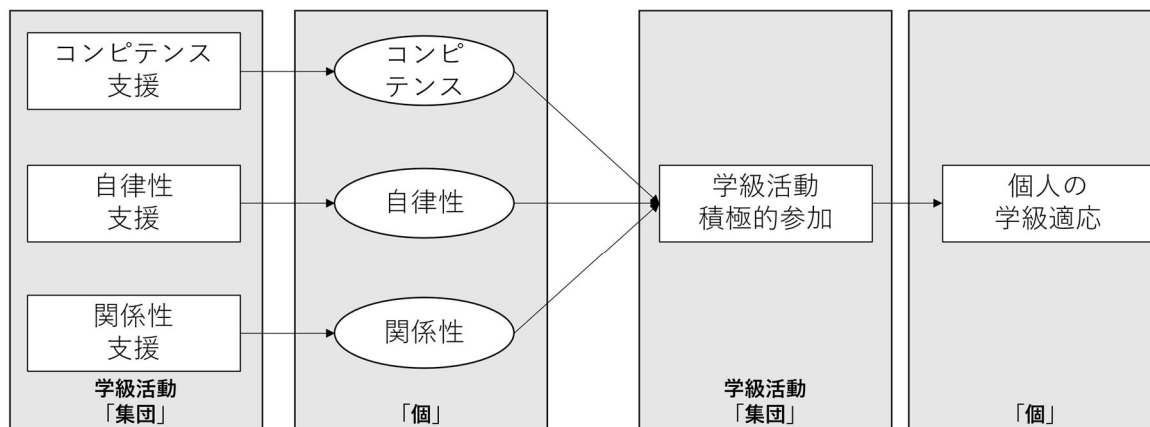 コンピテンス
支援
自律性
支援
関係性
支援
学級活動
「集団」
コンピ
テンス
自律性
関係性
「個」
学級活動
積極的参加
学級活動
「集団」
個人の
学級適応
「個」